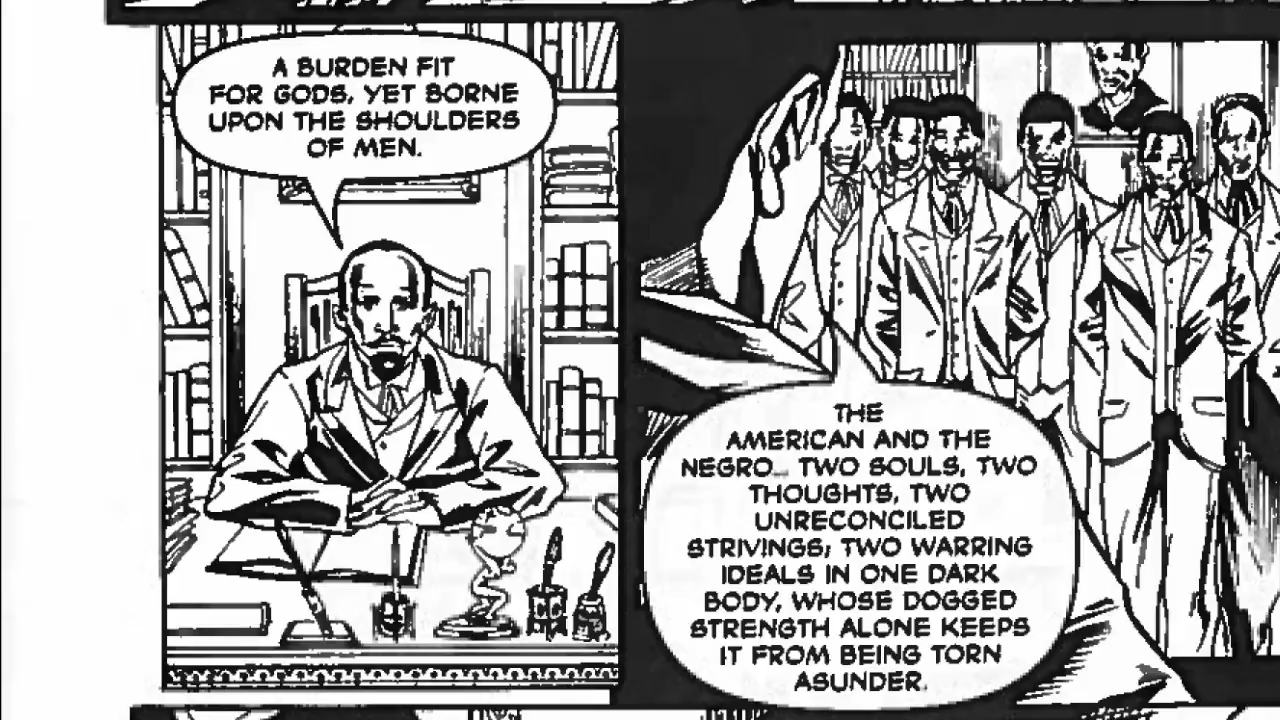 A BURDEN FIT
FOR GODS, YET BORNE
UPON THE SHOULDERS
OF MEN.
THE
AMERICAN AND THE
NEGRO... TWO SOULS, TWO
THOUGHTS, TWO
UNRECONCILED
STRIVINGS; TWO WARRING
IDEALS IN ONE DARK
BODY, WHOSE DOGGED
STRENGTH ALONE KEEPS
IT FROM BEING TORN
ASUNDER.